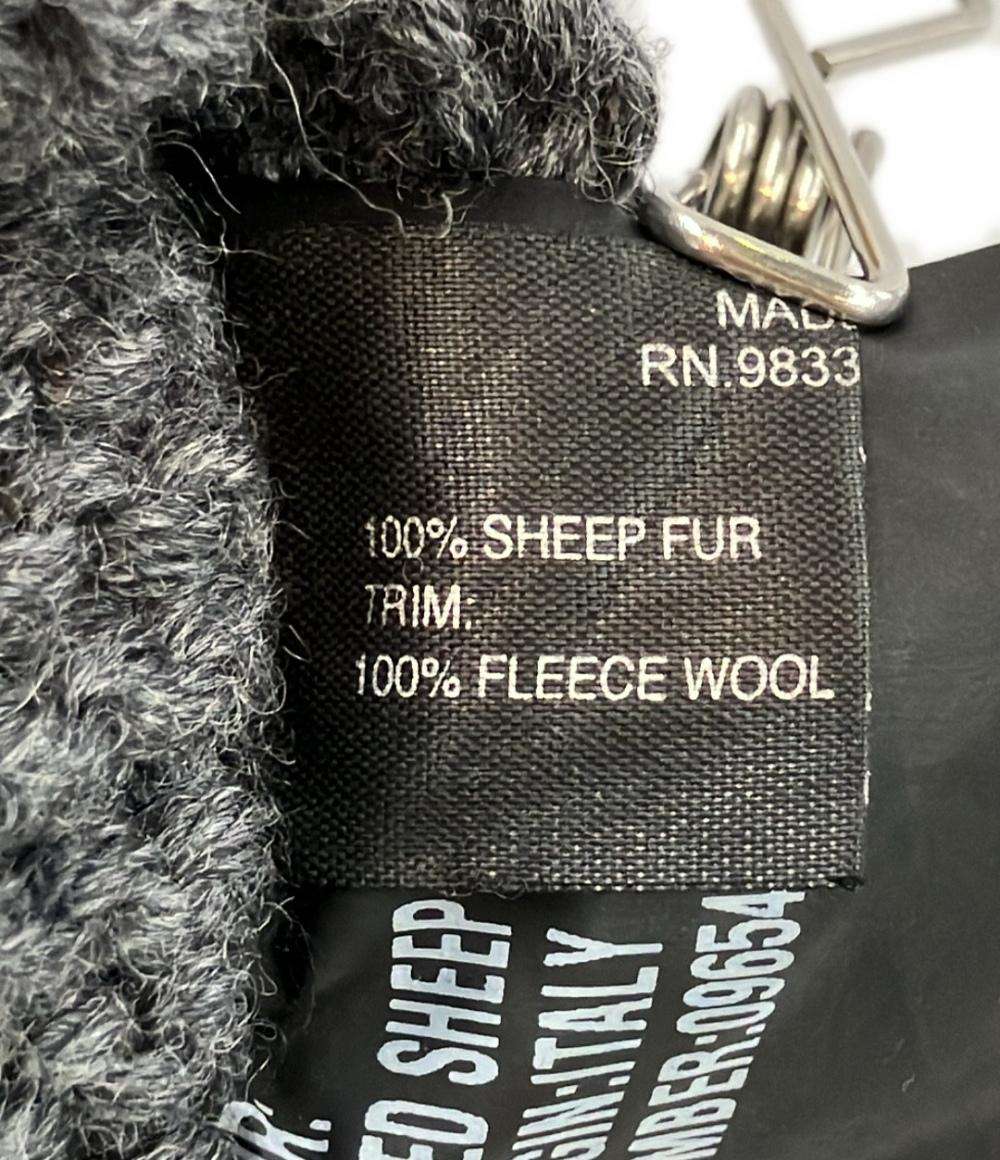 RN.9833
100% SHEEP FUR
TRIM:
100% FLEECE WOOL
SHEEP
ITALY